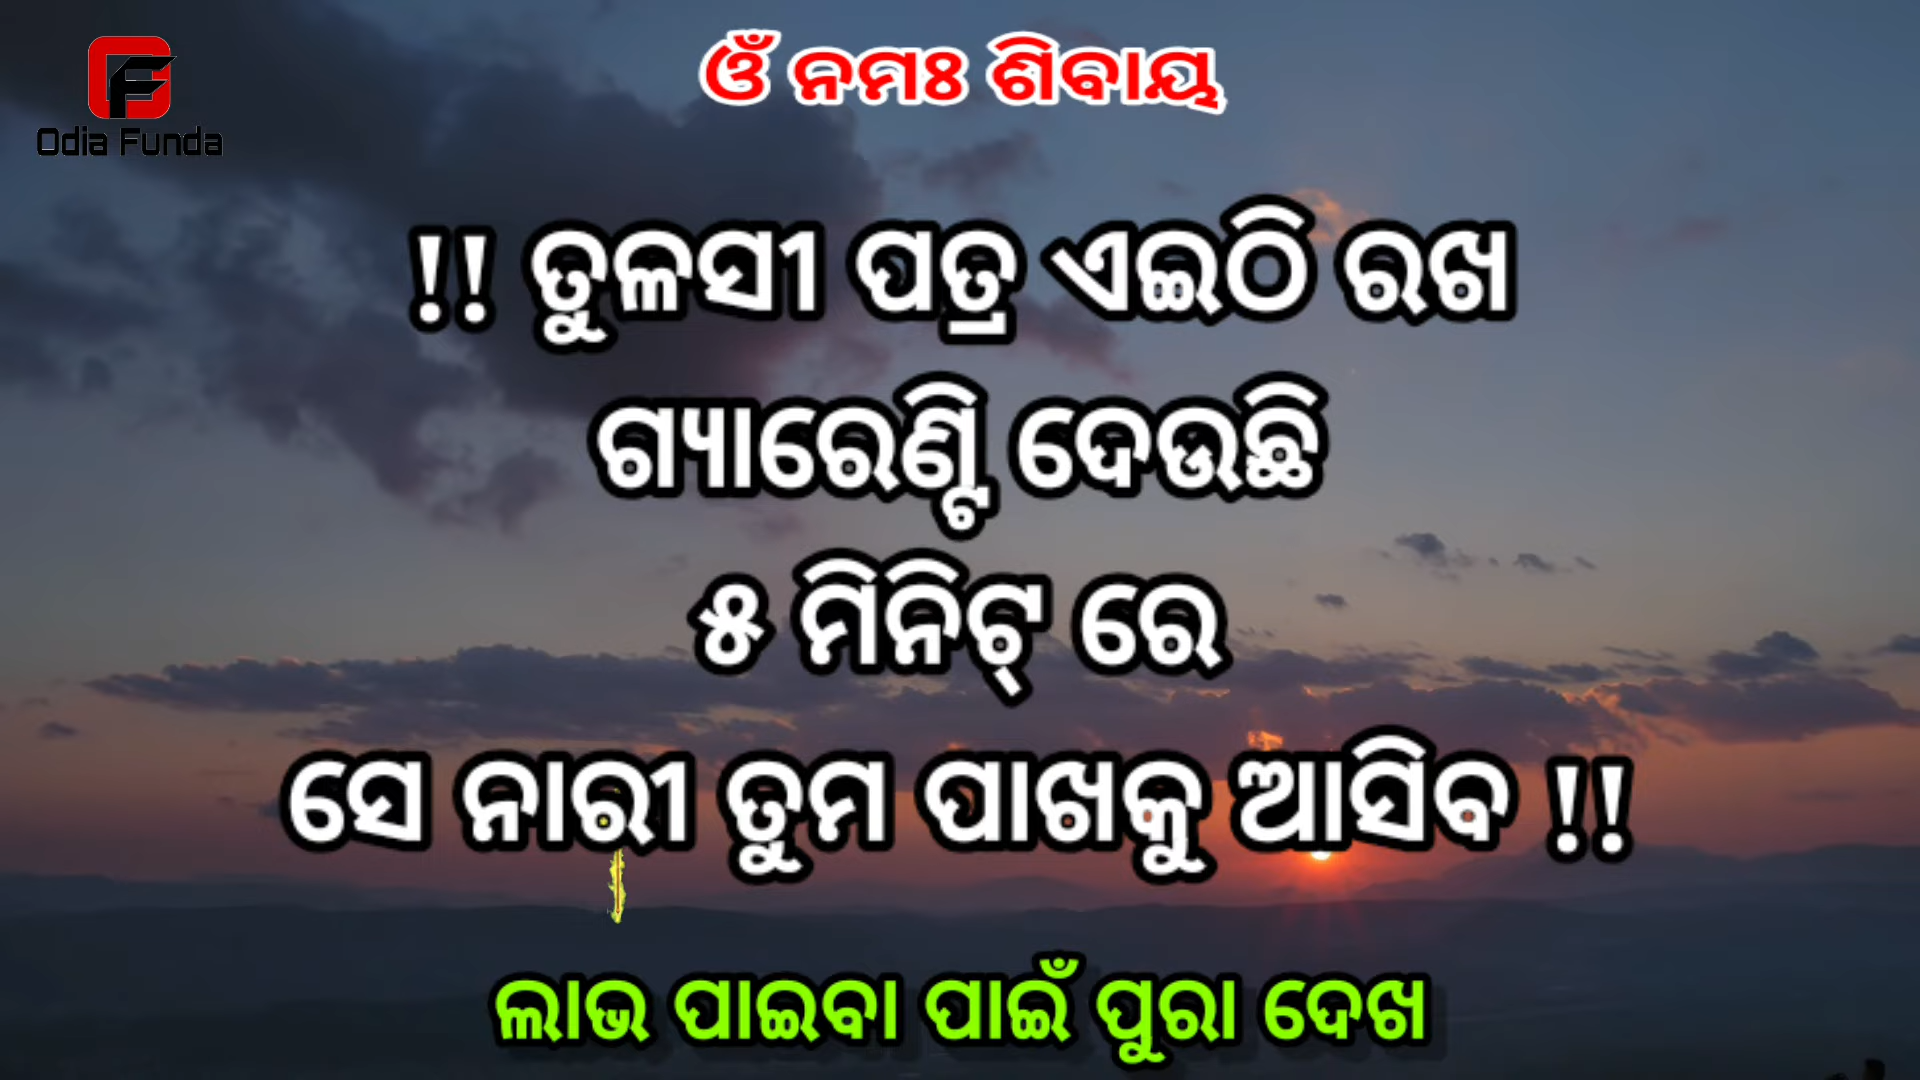 ଓଁ ନମଃ ଶିବାୟ
Odia Funda
!! ତୁଳସୀ ପତ୍ର ଏଇଠି ରଖ
ଗ୍ୟାରେଣ୍ଟି ଦେଉଛି
୫ ମିନିଟ୍ ରେ
ସେ ନାରୀ ତୁମ ପାଖକୁ ଆସିବ !!
ଲାଭ ପାଇବା ପାଇଁ ପୁରା ଦେଖ